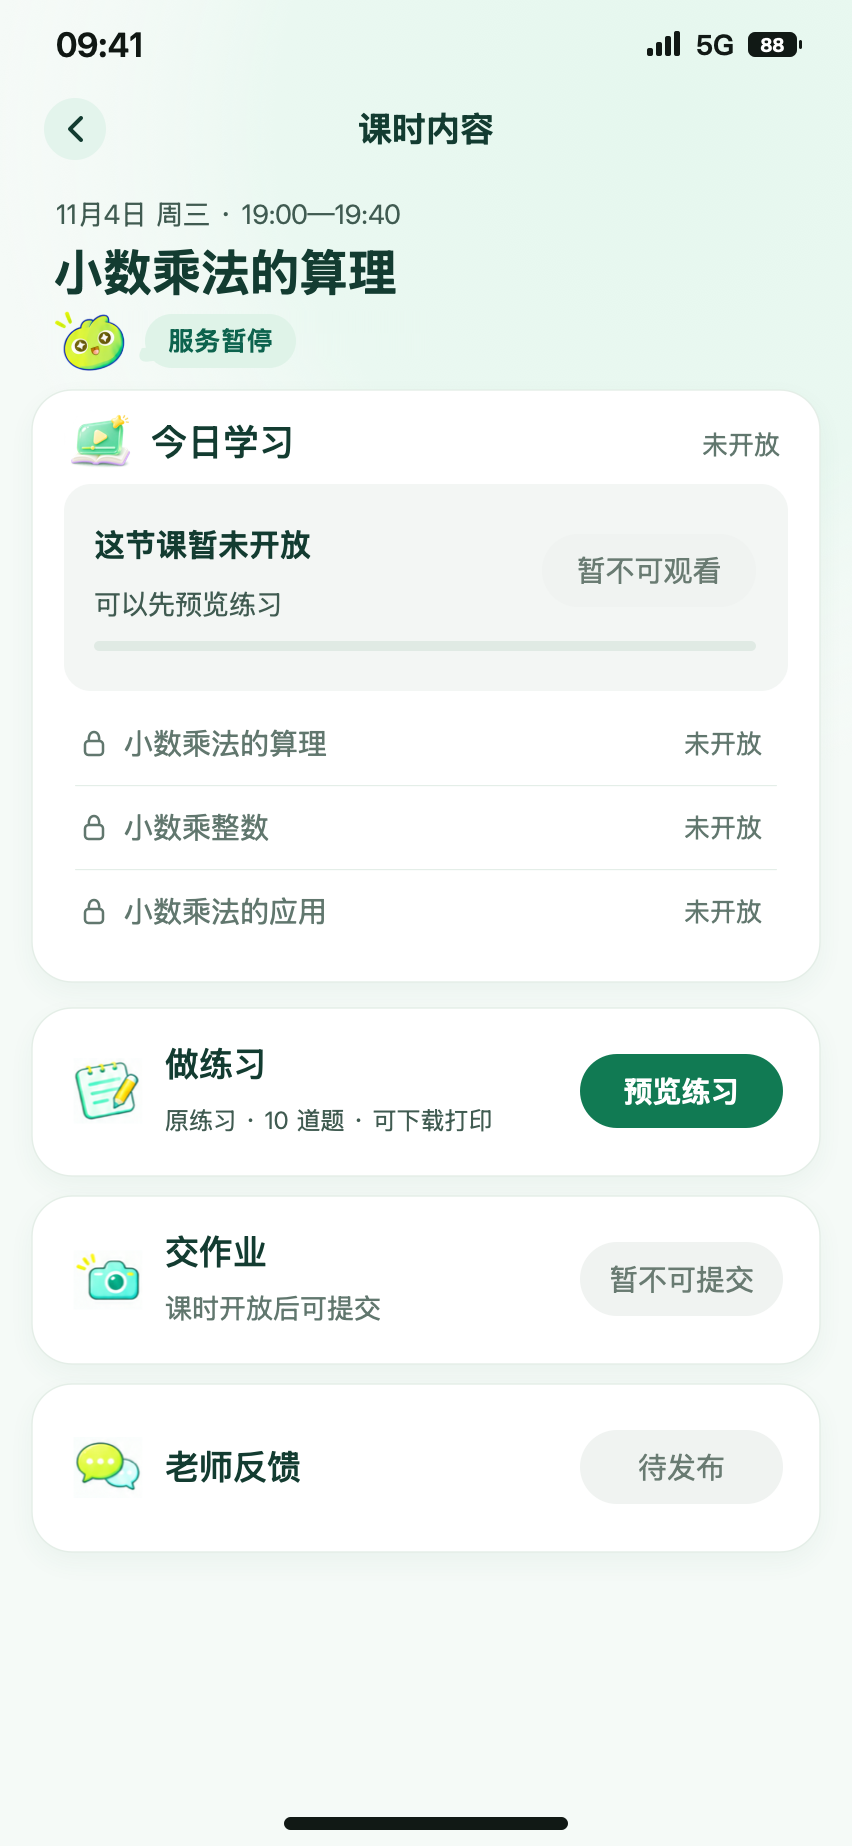 09:41
5G 88
课时内容
11月4日 周三 · 19:00—19:40
小数乘法的算理
服务暂停
今日学习
未开放
这节课暂未开放
暂不可观看
可以先预览练习
小数乘法的算理
未开放
小数乘整数
未开放
小数乘法的应用
未开放
做练习
原练习 · 10 道题 · 可下载打印
预览练习
交作业
课时开放后可提交
暂不可提交
老师反馈
待发布